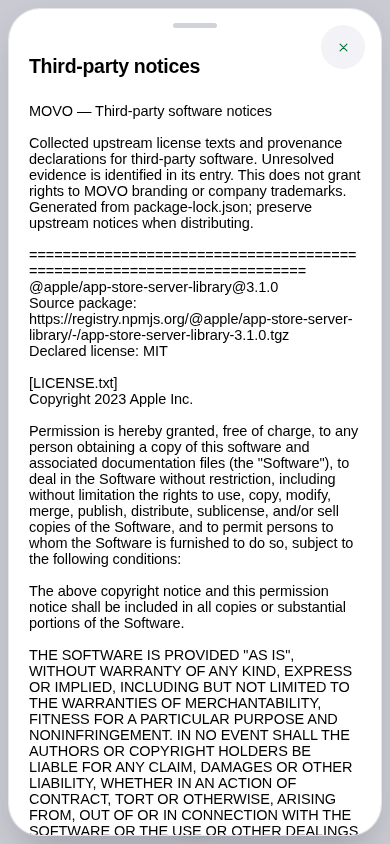 Third-party notices
MOVO — Third-party software notices
Collected upstream license texts and provenance
declarations for third-party software. Unresolved
evidence is identified in its entry. This does not grant
rights to MOVO branding or company trademarks.
Generated from package-lock.json; preserve
upstream notices when distributing.
=======================================
=================================
@apple/app-store-server-library@3.1.0
Source package:
https://registry.npmjs.org/@apple/app-store-server-
library/-/app-store-server-library-3.1.0.tgz
Declared license: MIT
[LICENSE.txt]
Copyright 2023 Apple Inc.
Permission is hereby granted, free of charge, to any
person obtaining a copy of this software and
associated documentation files (the "Software"), to
deal in the Software without restriction, including
without limitation the rights to use, copy, modify,
merge, publish, distribute, sublicense, and/or sell
copies of the Software, and to permit persons to
whom the Software is furnished to do so, subject to
the following conditions:
The above copyright notice and this permission
notice shall be included in all copies or substantial
portions of the Software.
THE SOFTWARE IS PROVIDED "AS IS",
WITHOUT WARRANTY OF ANY KIND, EXPRESS
OR IMPLIED, INCLUDING BUT NOT LIMITED TO
THE WARRANTIES OF MERCHANTABILITY,
FITNESS FOR A PARTICULAR PURPOSE AND
NONINFRINGEMENT. IN NO EVENT SHALL THE
AUTHORS OR COPYRIGHT HOLDERS BE
LIABLE FOR ANY CLAIM, DAMAGES OR OTHER
LIABILITY, WHETHER IN AN ACTION OF
CONTRACT, TORT OR OTHERWISE, ARISING
FROM, OUT OF OR IN CONNECTION WITH THE
SOFTWARE OR THE USE OR OTHER DEALINGS